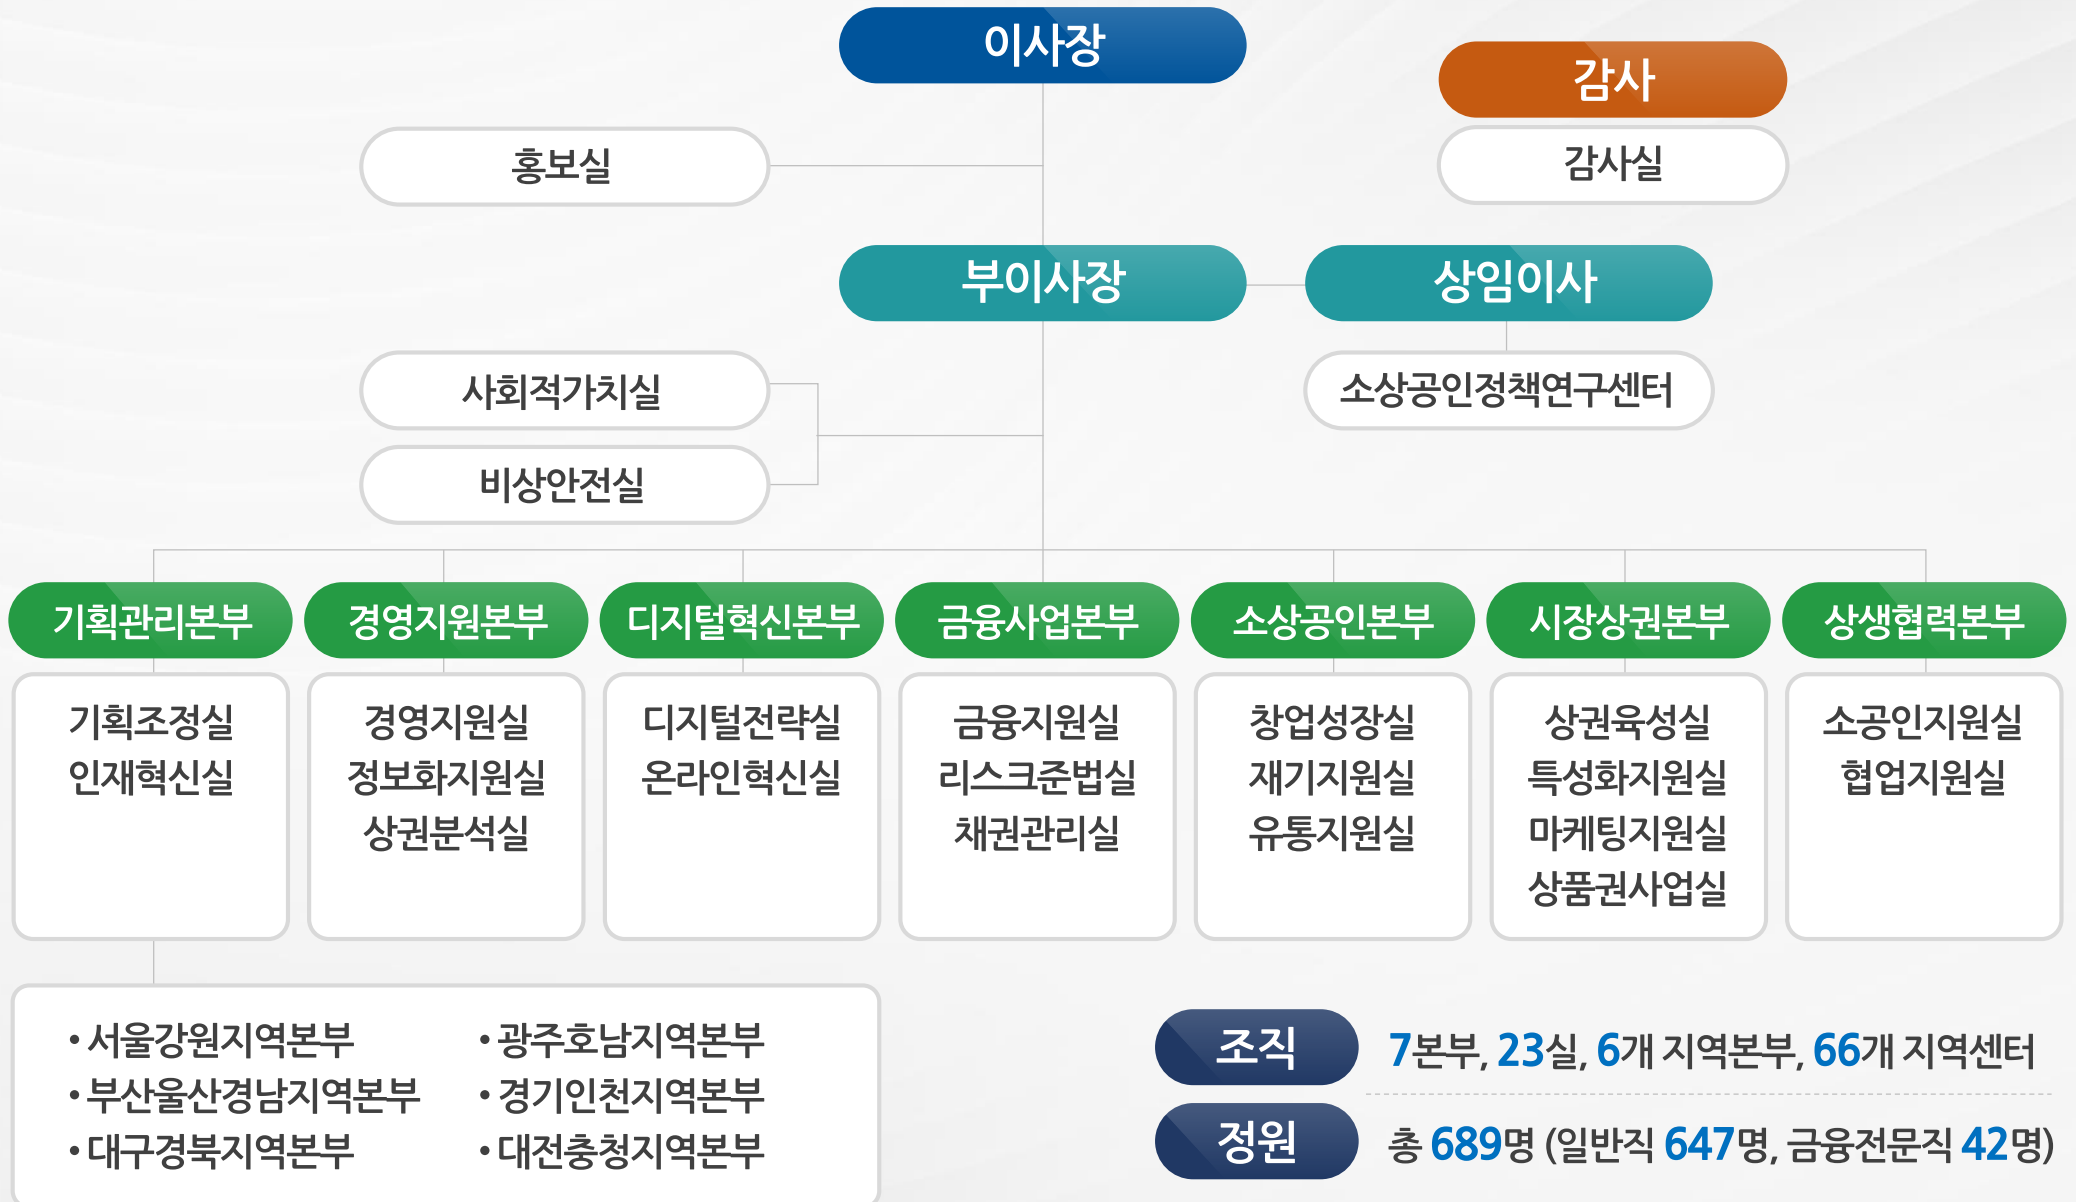 이사장
감사
감사실
홍보실
부이사장
상임이사
소상공인정책연구센터
사회적가치실
비상안전실
기획관리본부
기획조정실
인재혁신실
경영지원본부
경영지원실
정보화지원실
상권분석실
디지털혁신본부
디지털전략실
온라인혁신실
금융사업본부
금융지원실
리스크준법실
채권관리실
소상공인본부
창업성장실
재기지원실
유통지원실
시장상권본부
상권육성실
특성화지원실
마케팅지원실
상품권사업실
상생협력본부
소공인지원실
협업지원실
• 서울강원지역본부
• 부산울산경남지역본부
• 대구경북지역본부
• 광주호남지역본부
• 경기인천지역본부
• 대전충청지역본부
조직
7본부, 23실, 6개 지역본부, 66개 지역센터
정원
총 689명 (일반직 647명, 금융전문직 42명)